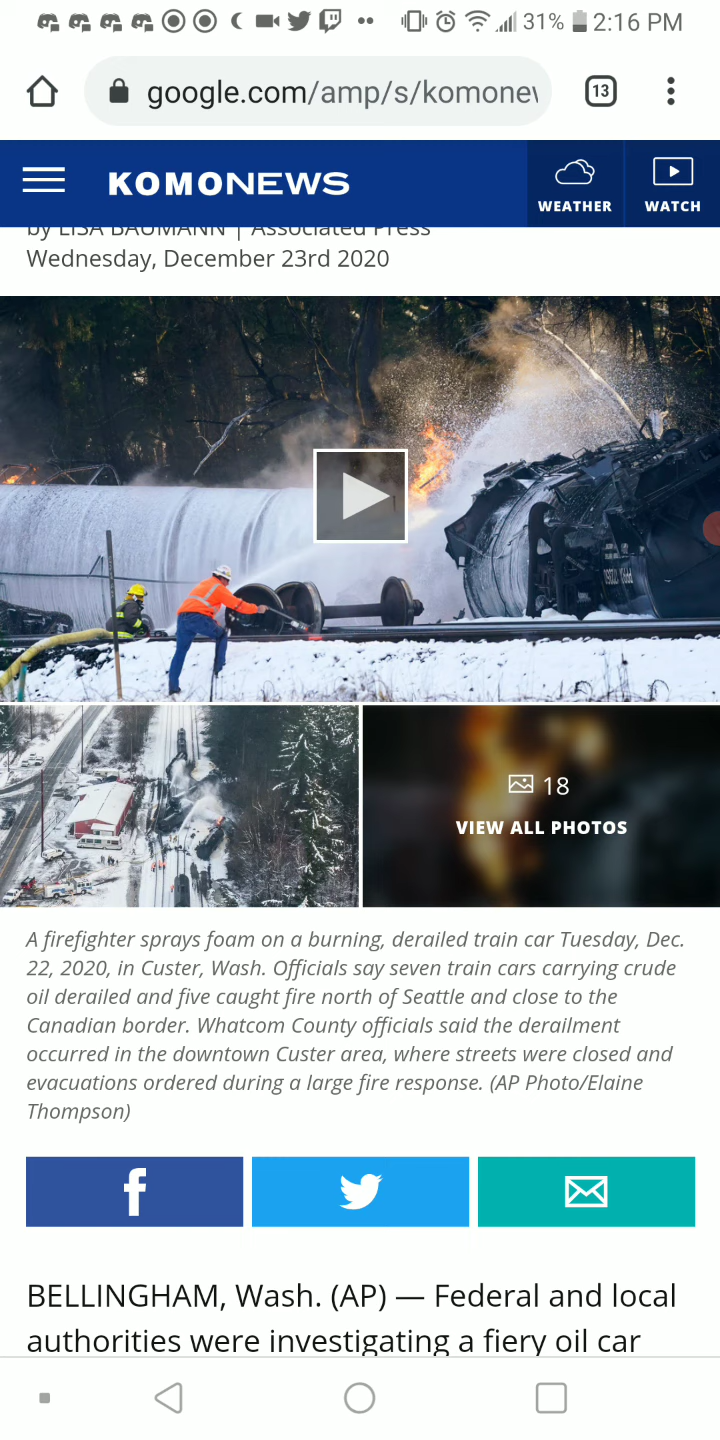 31% 2:16 PM
google.com/amp/s/komonew
13
KOMONEWS
WEATHER
WATCH
by LISA BAUMANN | Associated Press
Wednesday, December 23rd 2020
18
VIEW ALL PHOTOS
A firefighter sprays foam on a burning, derailed train car Tuesday, Dec.
22, 2020, in Custer, Wash. Officials say seven train cars carrying crude
oil derailed and five caught fire north of Seattle and close to the
Canadian border. Whatcom County officials said the derailment
occurred in the downtown Custer area, where streets were closed and
evacuations ordered during a large fire response. (AP Photo/Elaine
Thompson)
BELLINGHAM, Wash. (AP) — Federal and local
authorities were investigating a fiery oil car